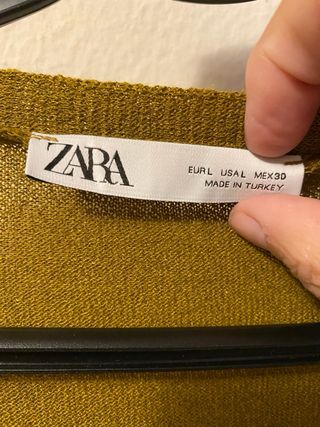 ZARA
EUR L USA L MEX 30
MADE IN TURKEY